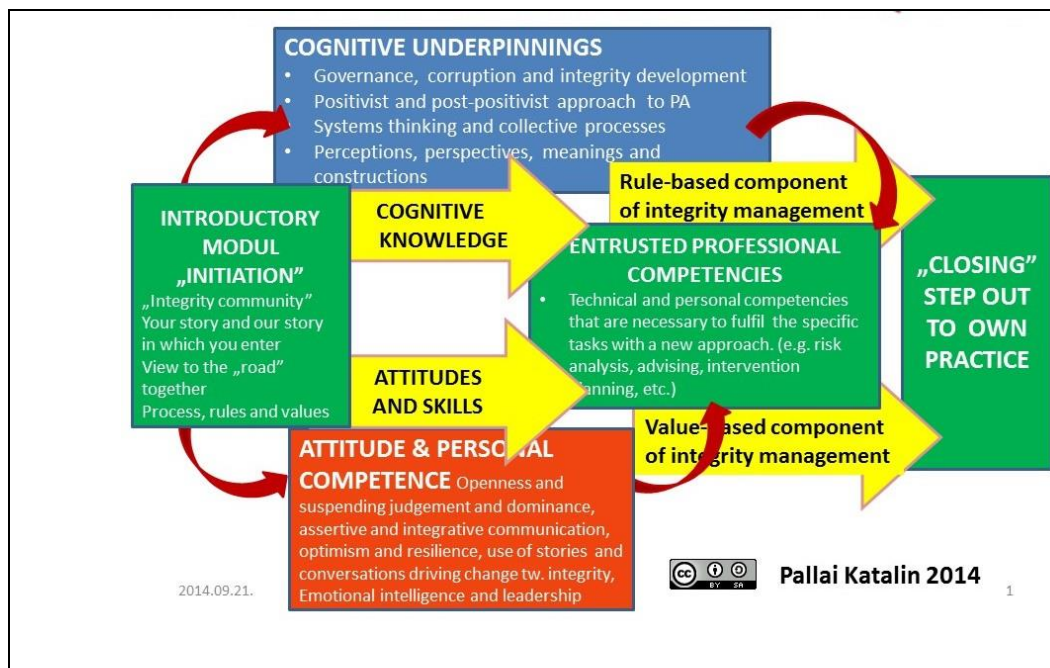 COGNITIVE UNDERPINNINGS
• Governance, corruption and integrity development
• Positivist and post-positivist approach to PA
• Systems thinking and collective processes
• Perceptions, perspectives, meanings and
constructions
INTRODUCTORY
MODUL
„INITIATION”
„Integrity community”
Your story and our story
in which you enter
View to the „road”
together
Process, rules and values
COGNITIVE
KNOWLEDGE
ATTITUDES
AND SKILLS
Rule-based component
of integrity management
ENTRUSTED PROFESSIONAL
COMPETENCIES
• Technical and personal competencies
that are necessary to fulfil the specific
tasks with a new approach. (e.g. risk
analysis, advising, intervention
planning, etc.)
Value-based component
of integrity management
„CLOSING”
STEP OUT
TO OWN
PRACTICE
ATTITUDE & PERSONAL
COMPETENCE Openness and
suspending judgement and dominance,
assertive and integrative communication,
optimism and resilience, use of stories and
conversations driving change tw. integrity,
Emotional intelligence and leadership
2014.09.21.
cc BY SA
Pallai Katalin 2014
1